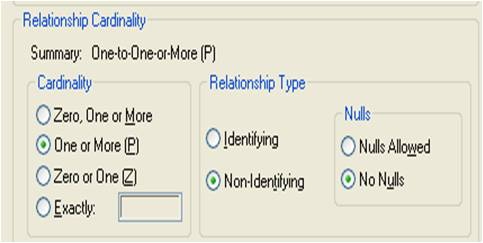 Relationship Cardinality
Summary: One-to-One-or-More (P)
Cardinality
Zero, One or More
One or More (P)
Zero or One (Z)
Exactly:
Relationship Type
Identifying
Non-Identifying
Nulls
Nulls Allowed
No Nulls